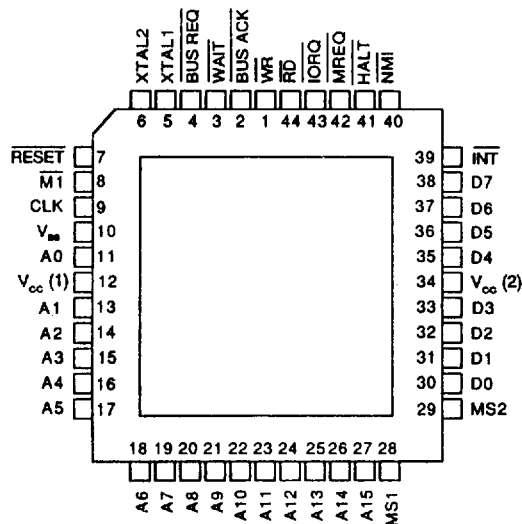 XTAL2 XTAL1 BUS REQ WAIT BUS ACK WR RD IORQ MREQ HALT NMI
6 5 4 3 2 1 44 43 42 41 40
RESET 7 39 INT
M1 8 38 D7
CLK 9 37 D6
Vss 10 36 D5
A0 11 35 D4
Vcc (1) 12 34 Vcc (2)
A1 13 33 D3
A2 14 32 D2
A3 15 31 D1
A4 16 30 D0
A5 17 29 MS2
18 19 20 21 22 23 24 25 26 27 28
A6 A7 A8 A9 A10 A11 A12 A13 A14 A15 MS1